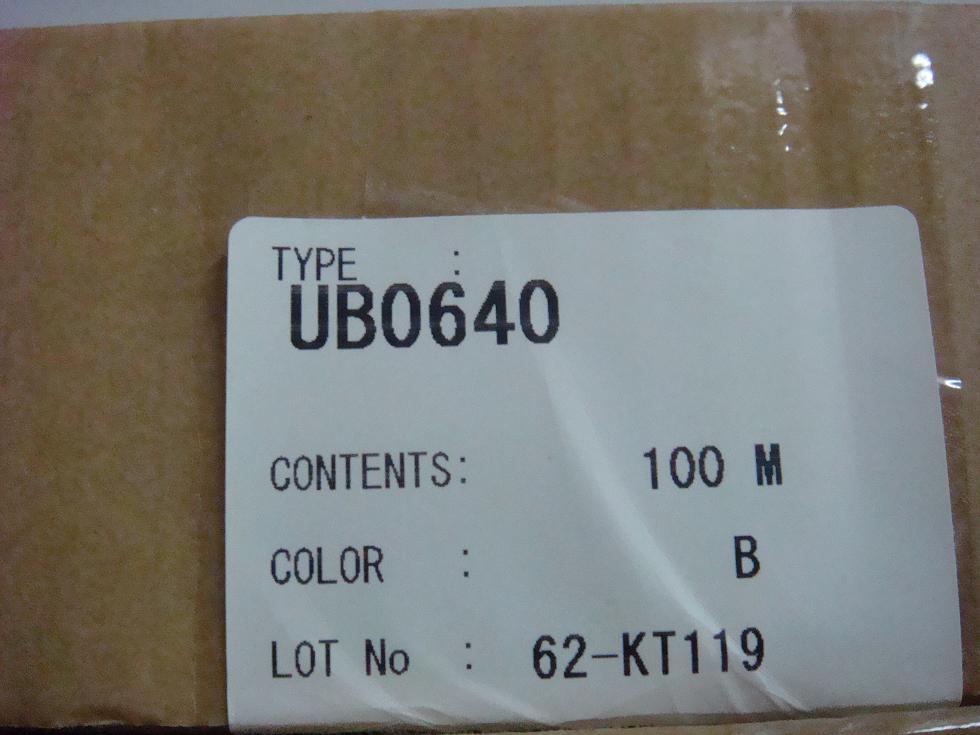 TYPE :
UB0640
CONTENTS: 100 M
COLOR : B
LOT No : 62-KT119